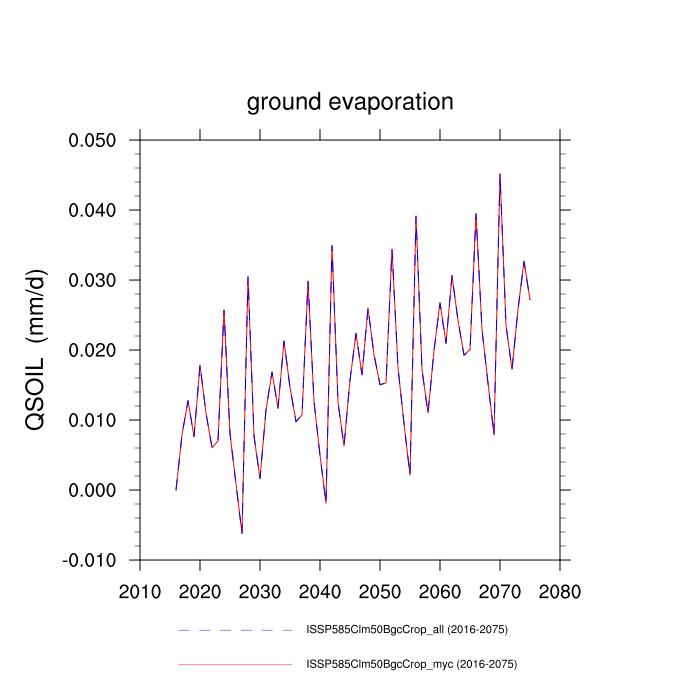 ground evaporation
0.050
0.040
0.030
0.020
0.010
0.000
-0.010
QSOIL (mm/d)
2010 2020 2030 2040 2050 2060 2070 2080
ISSP585Clm50BgcCrop_all (2016-2075)
ISSP585Clm50BgcCrop_myc (2016-2075)